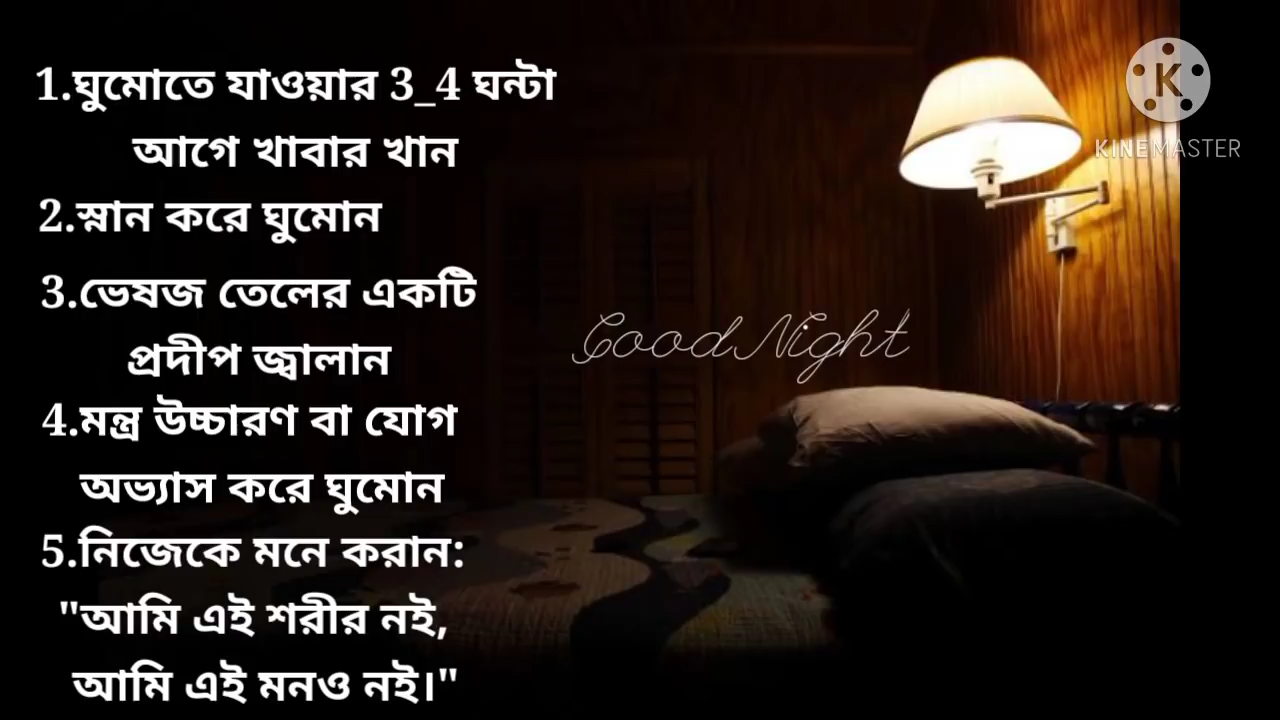 1.ঘুমোতে যাওয়ার 3_4 ঘন্টা
আগে খাবার খান
2.স্নান করে ঘুমোন
3.ভেষজ তেলের একটি
প্রদীপ জ্বালান
4.মন্ত্র উচ্চারণ বা যোগ
অভ্যাস করে ঘুমোন
5.নিজেকে মনে করান:
"আমি এই শরীর নই,
আমি এই মনও নই।"
Good Night
K
KINEMASTER